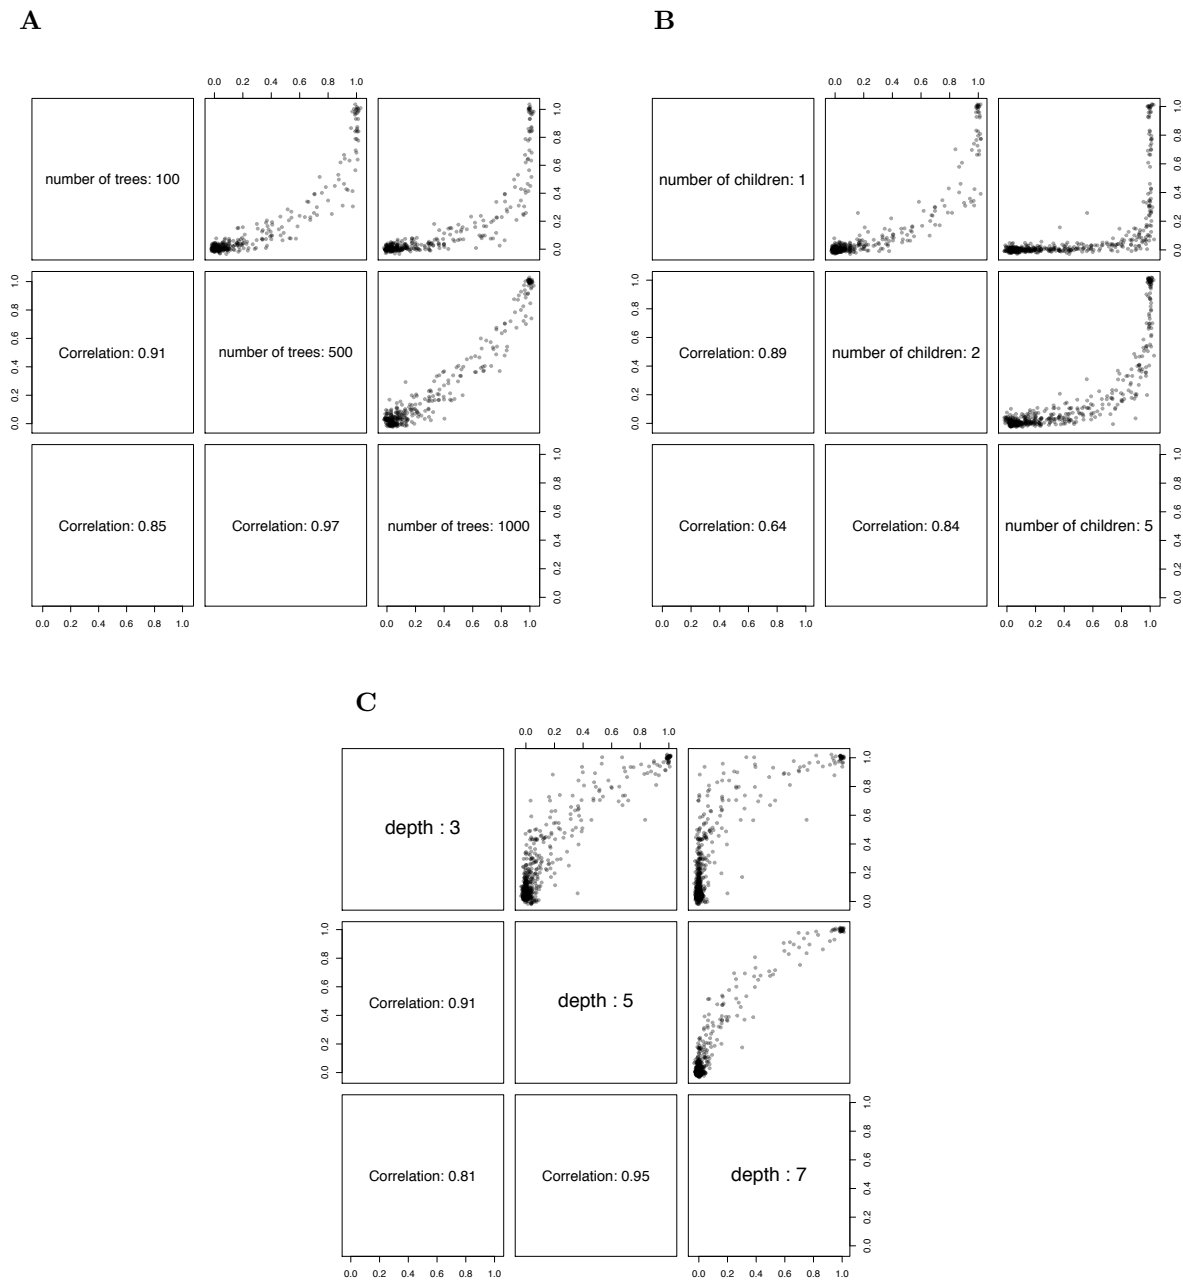 A
B
0.0 0.2 0.4 0.6 0.8 1.0
0.0 0.2 0.4 0.6 0.8 1.0
number of trees: 100
0.0 0.2 0.4 0.6 0.8 1.0
number of children: 1
0.0 0.2 0.4 0.6 0.8 1.0
0.0 0.2 0.4 0.6 0.8 1.0
Correlation: 0.91
number of trees: 500
0.0 0.2 0.4 0.6 0.8 1.0
Correlation: 0.89
number of children: 2
Correlation: 0.85
Correlation: 0.97
number of trees: 1000
0.0 0.2 0.4 0.6 0.8 1.0
Correlation: 0.64
Correlation: 0.84
number of children: 5
0.0 0.2 0.4 0.6 0.8 1.0
0.0 0.2 0.4 0.6 0.8 1.0
0.0 0.2 0.4 0.6 0.8 1.0
0.0 0.2 0.4 0.6 0.8 1.0
0.0 0.2 0.4 0.6 0.8 1.0
C
0.0 0.2 0.4 0.6 0.8 1.0
depth : 3
0.0 0.2 0.4 0.6 0.8 1.0
0.0 0.2 0.4 0.6 0.8 1.0
Correlation: 0.91
depth : 5
Correlation: 0.81
Correlation: 0.95
depth : 7
0.0 0.2 0.4 0.6 0.8 1.0
0.0 0.2 0.4 0.6 0.8 1.0
0.0 0.2 0.4 0.6 0.8 1.0